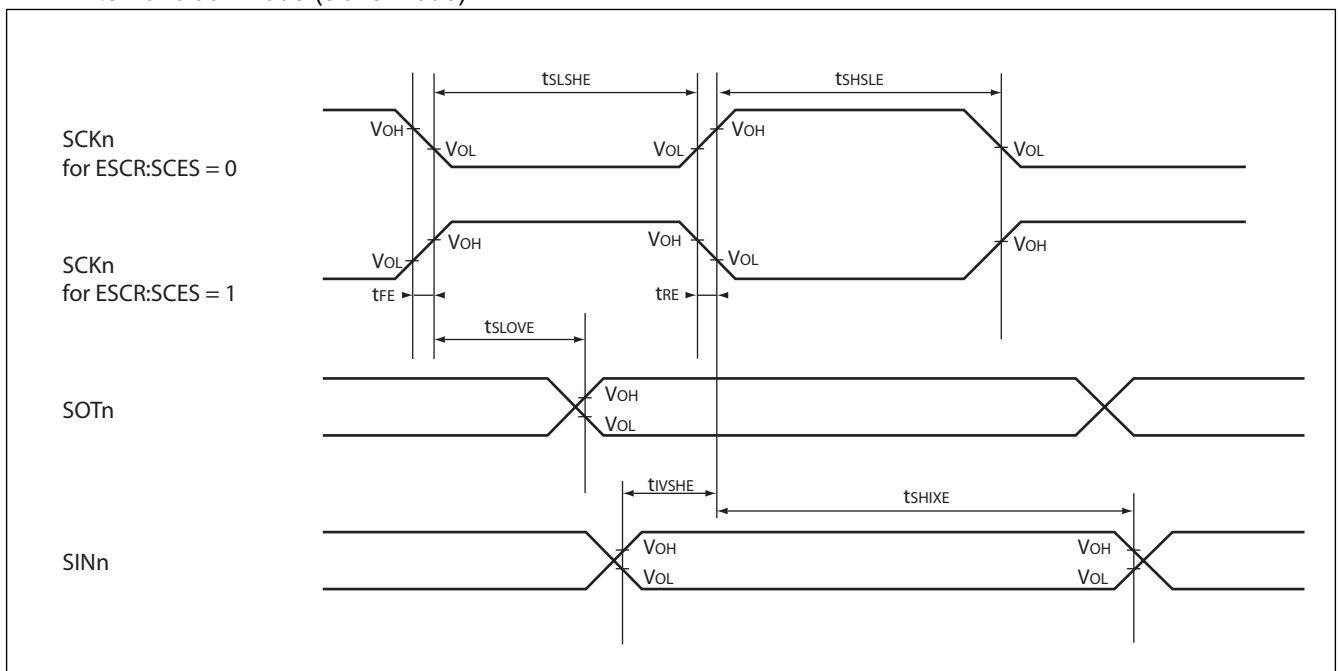 tSLSHE
tSHSLE
SCKn
for ESCR:SCES = 0
VOH
VOL
VOL
VOH
VOL
SCKn
for ESCR:SCES = 1
VOL
VOH
VOH
VOL
VOH
tFE
tRE
tSLOVE
SOTn
VOH
VOL
tIVSHE
tSHIXE
SINn
VOH
VOL
VOH
VOL